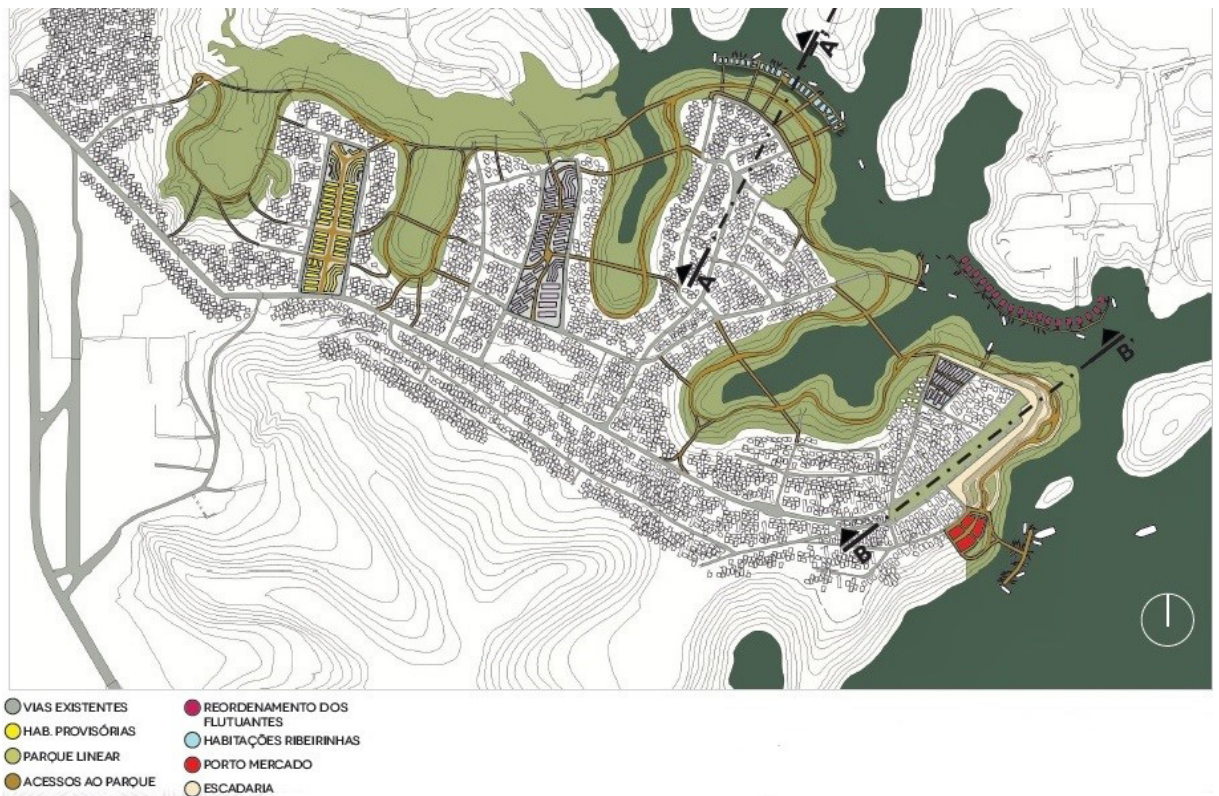 A'
A
B'
B
VIAS EXISTENTES
HAB. PROVISÓRIAS
PARQUE LINEAR
ACESSOS AO PARQUE
REORDENAMENTO DOS
FLUTUANTES
HABITAÇÕES RIBEIRINHAS
PORTO MERCADO
ESCADARIA